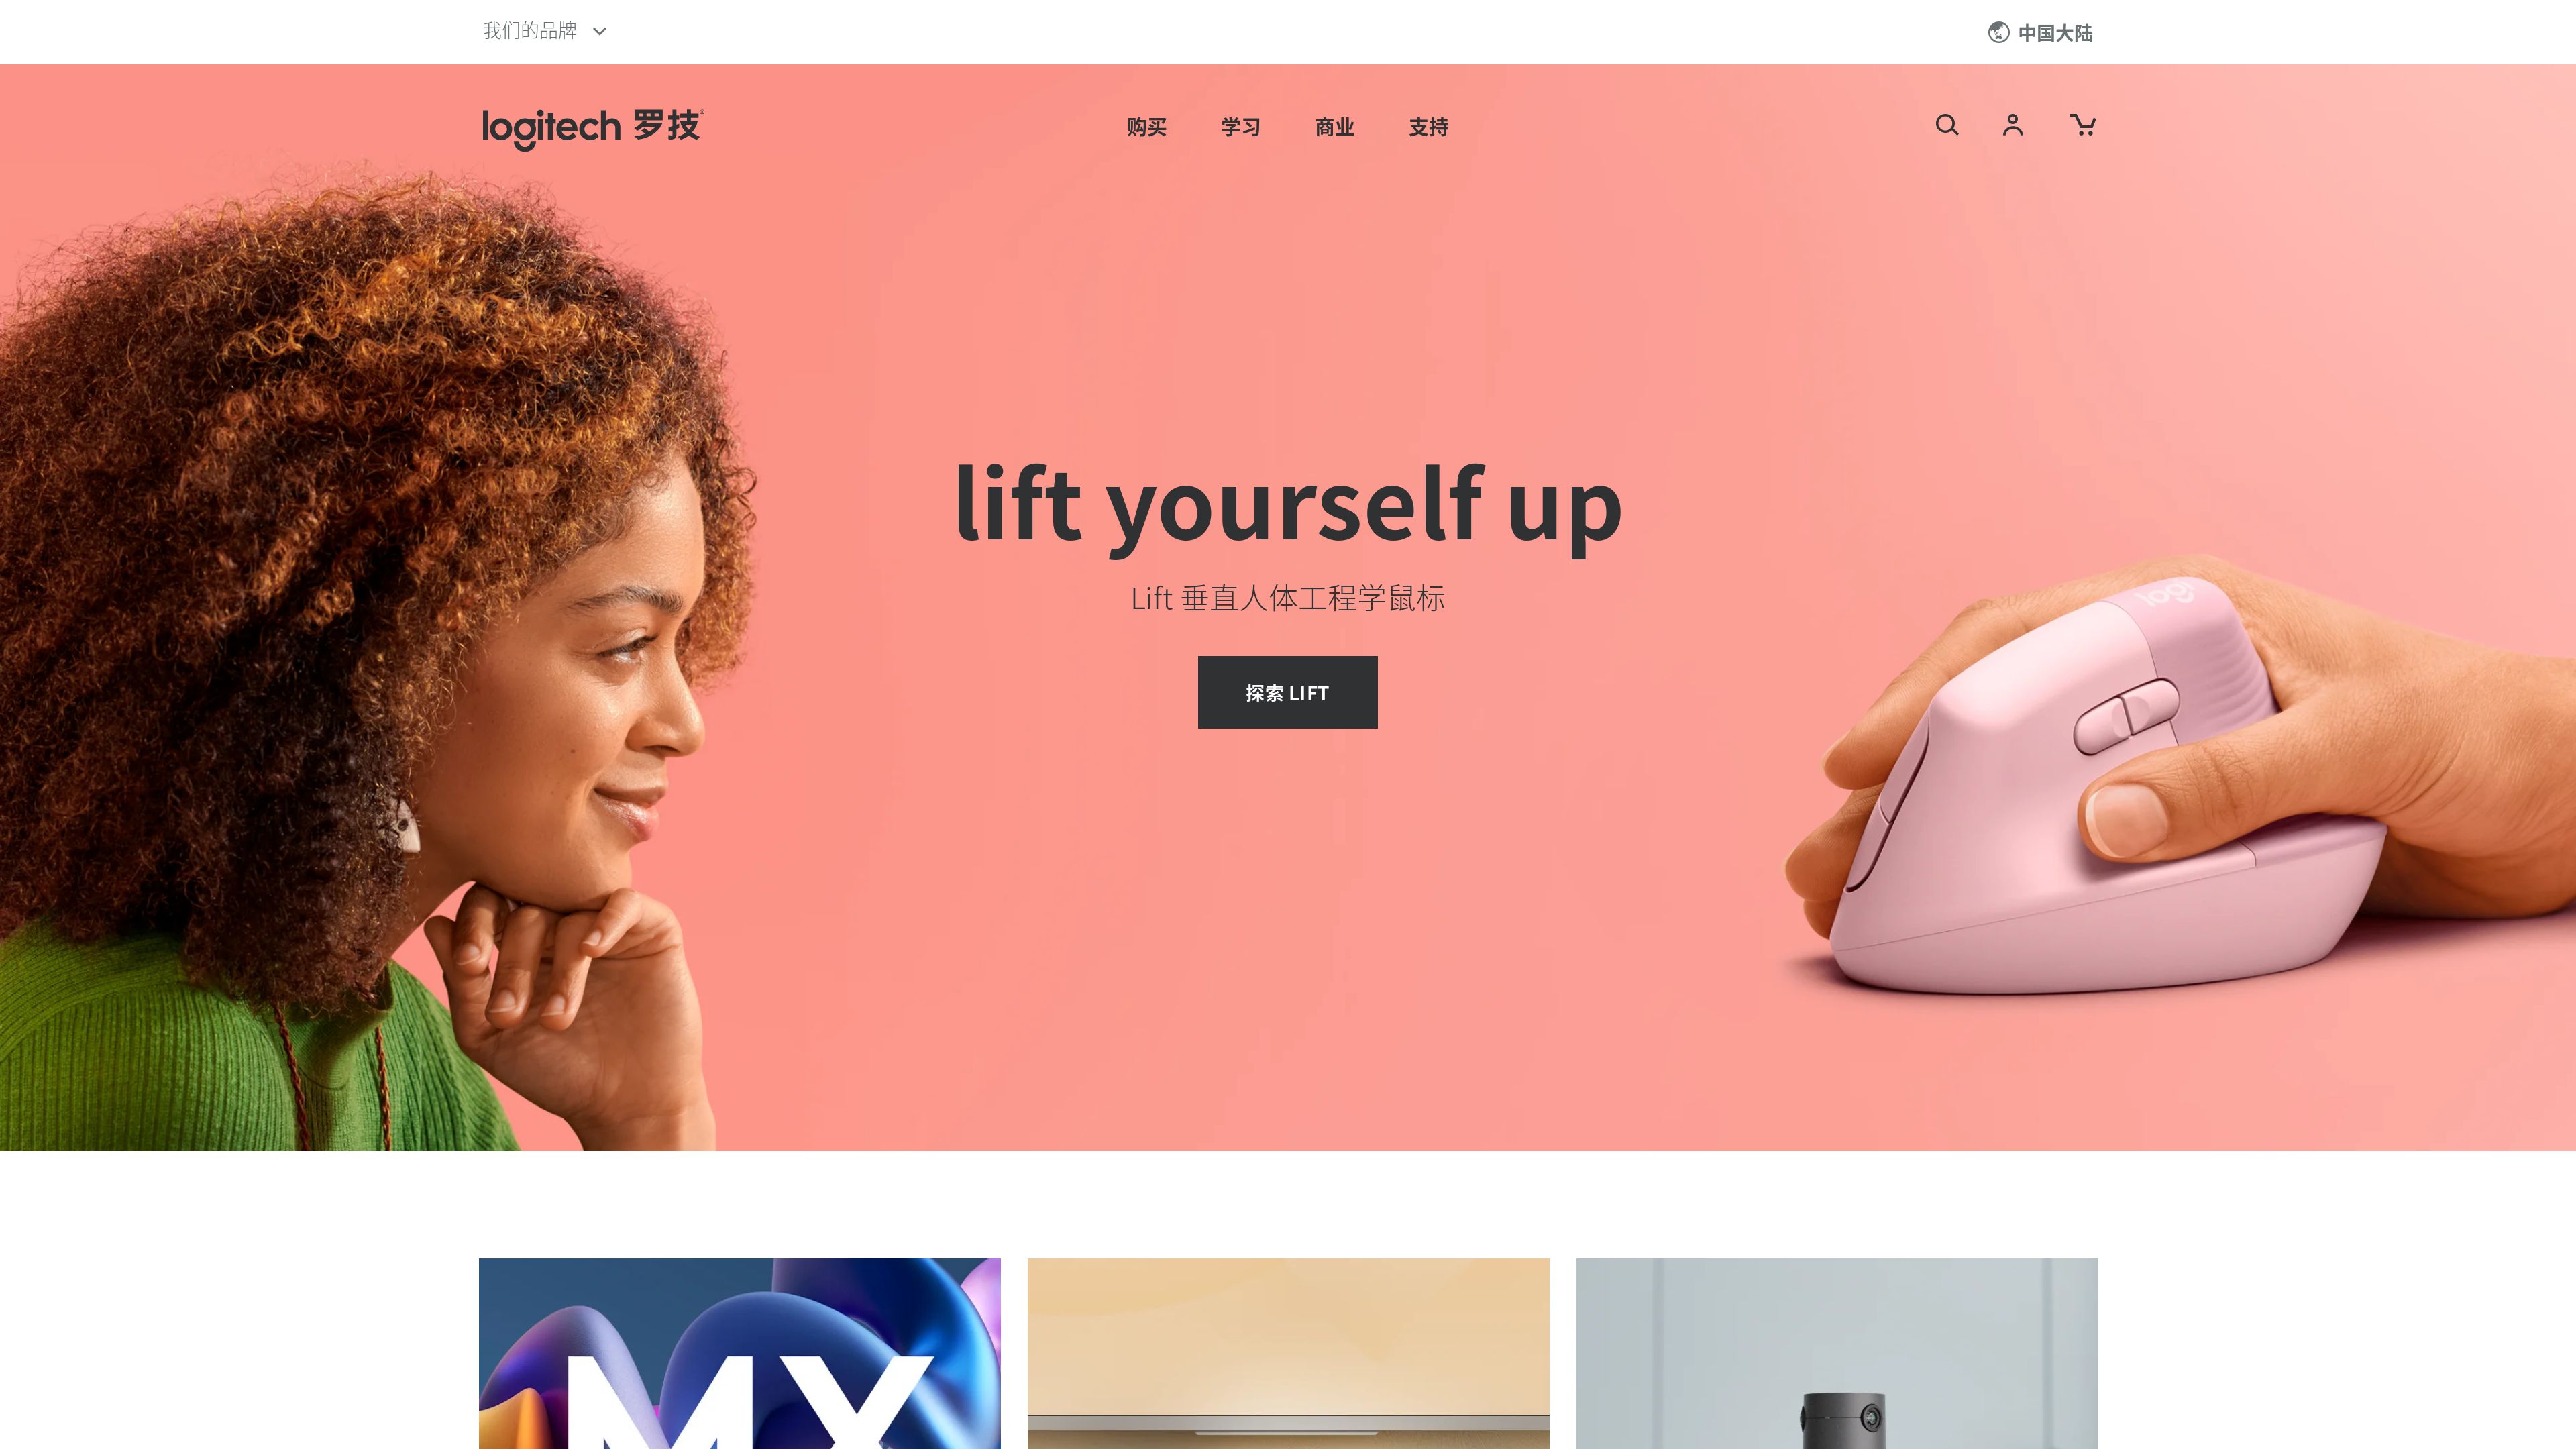 我们的品牌
中国大陆
logitech 罗技®
购买 学习 商业 支持
lift yourself up
Lift 垂直人体工程学鼠标
探索 LIFT
logi
MX